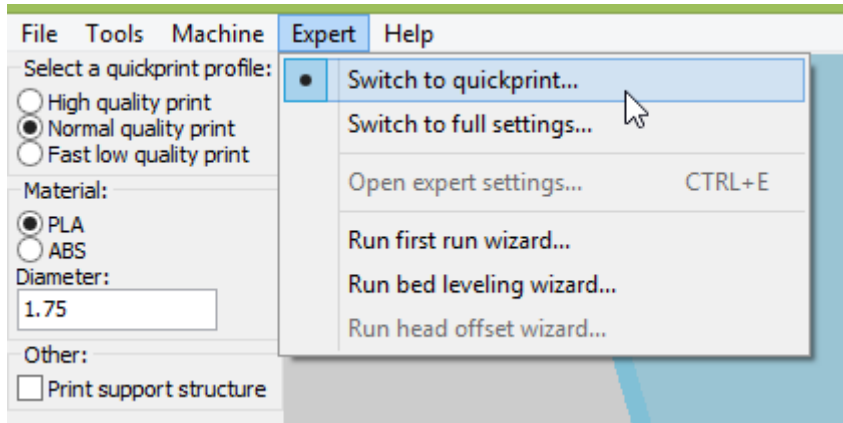 File Tools Machine Expert Help
Select a quickprint profile:
High quality print
Normal quality print
Fast low quality print
Material:
PLA
ABS
Diameter:
1.75
Other:
Print support structure
Switch to quickprint...
Switch to full settings...
Open expert settings... CTRL+E
Run first run wizard...
Run bed leveling wizard...
Run head offset wizard...